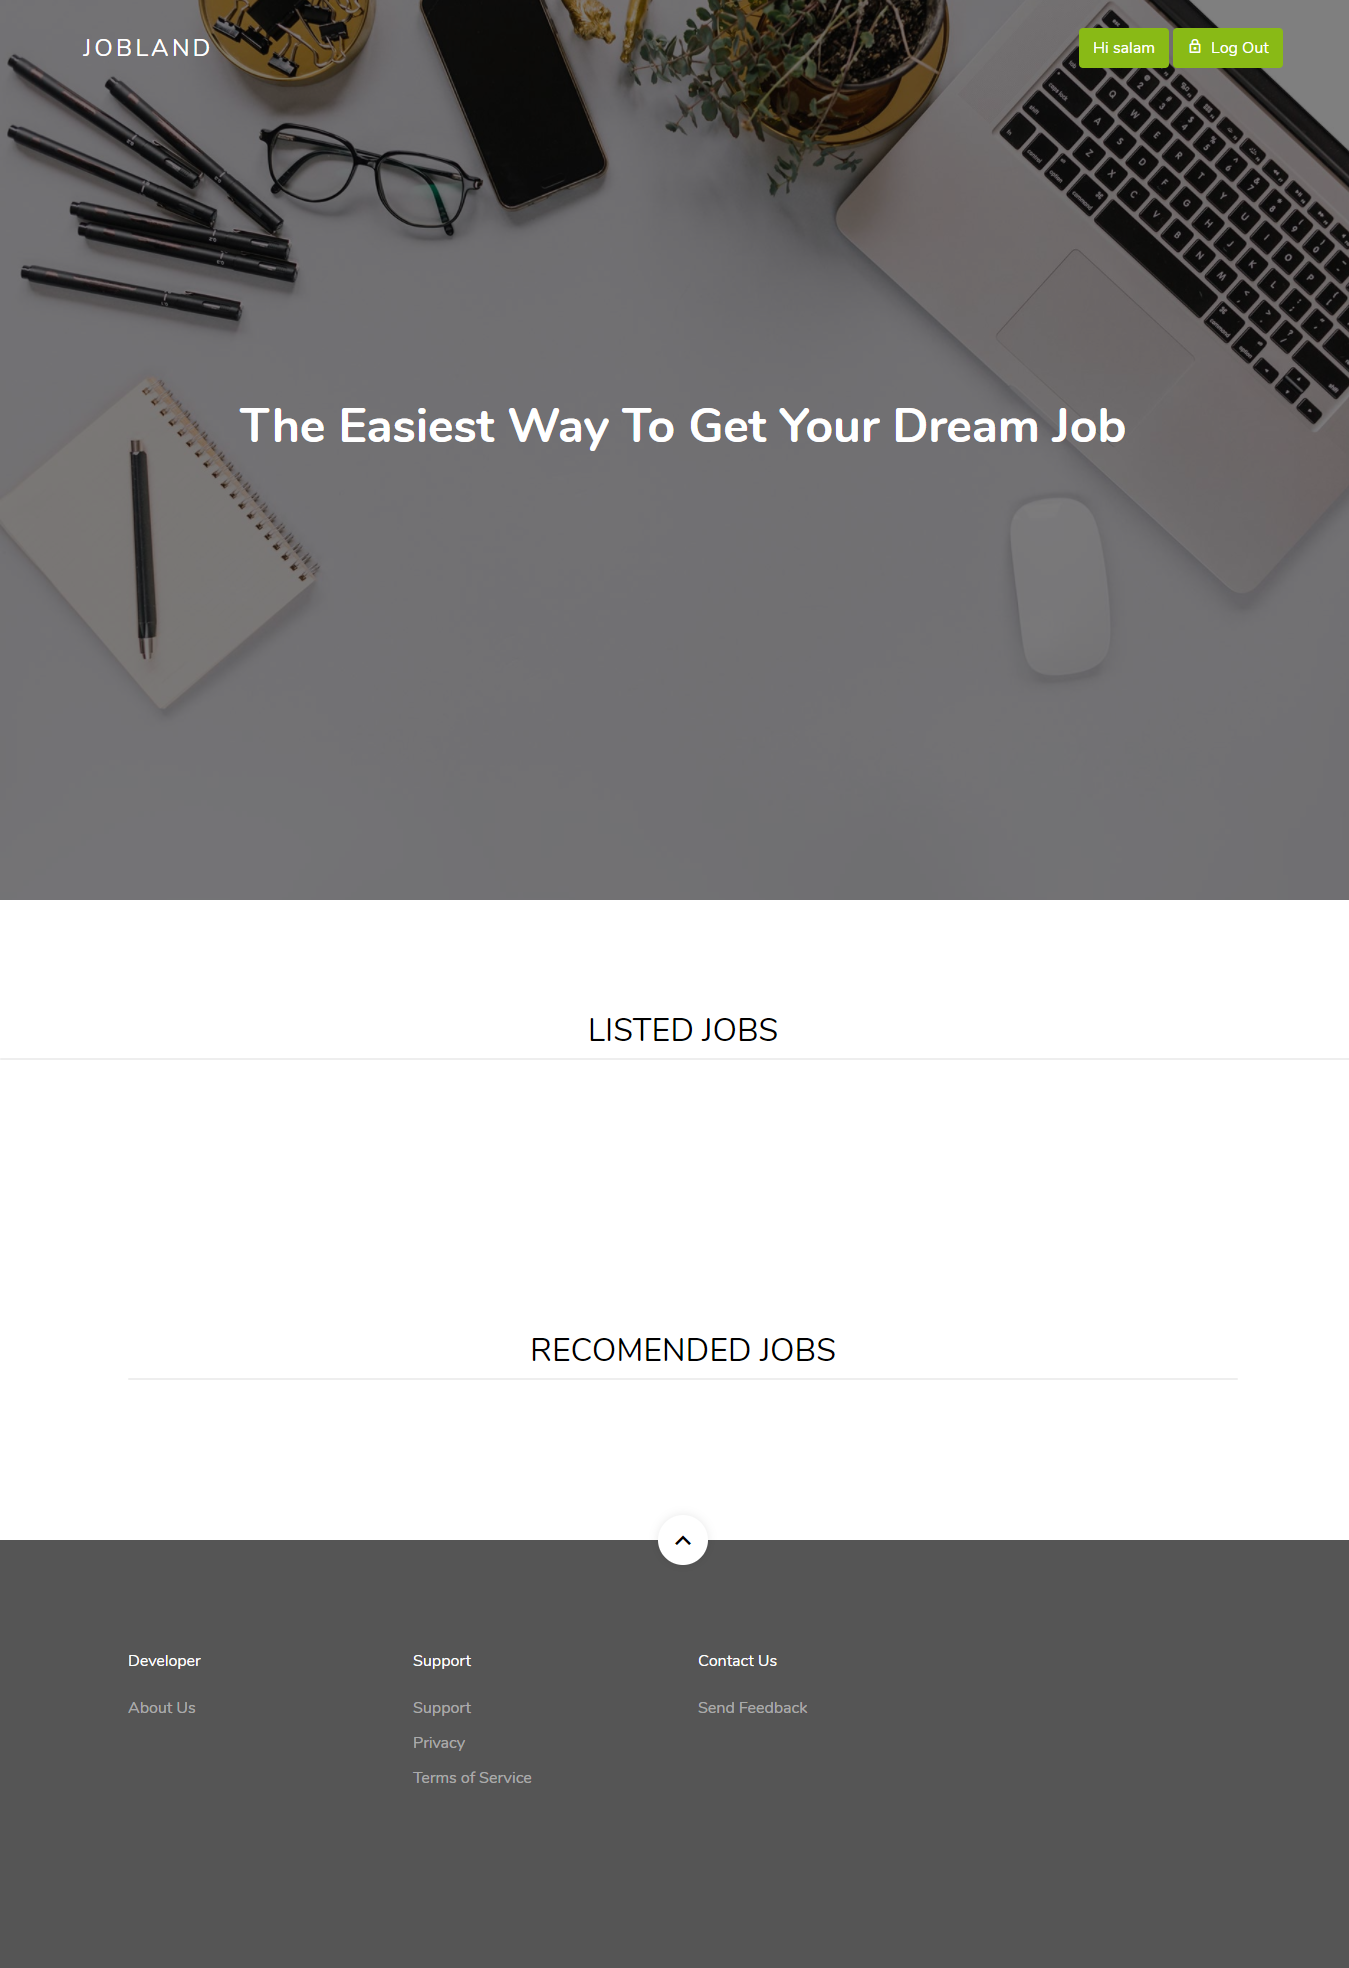 JOBLAND
Hi salam
Log Out
The Easiest Way To Get Your Dream Job
LISTED JOBS
RECOMENDED JOBS
Developer
Support
Contact Us
About Us
Support
Send Feedback
Privacy
Terms of Service